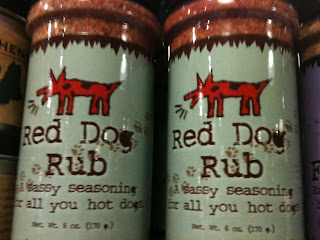 Red Dog
Rub
A Sassy seasoning
for all you hot dogs.
Net. Wt. 6 oz (170 g.)
Red Dog
Rub
A Sassy seasoning
for all you hot dogs.
Net. Wt. 6 oz (170 g.)